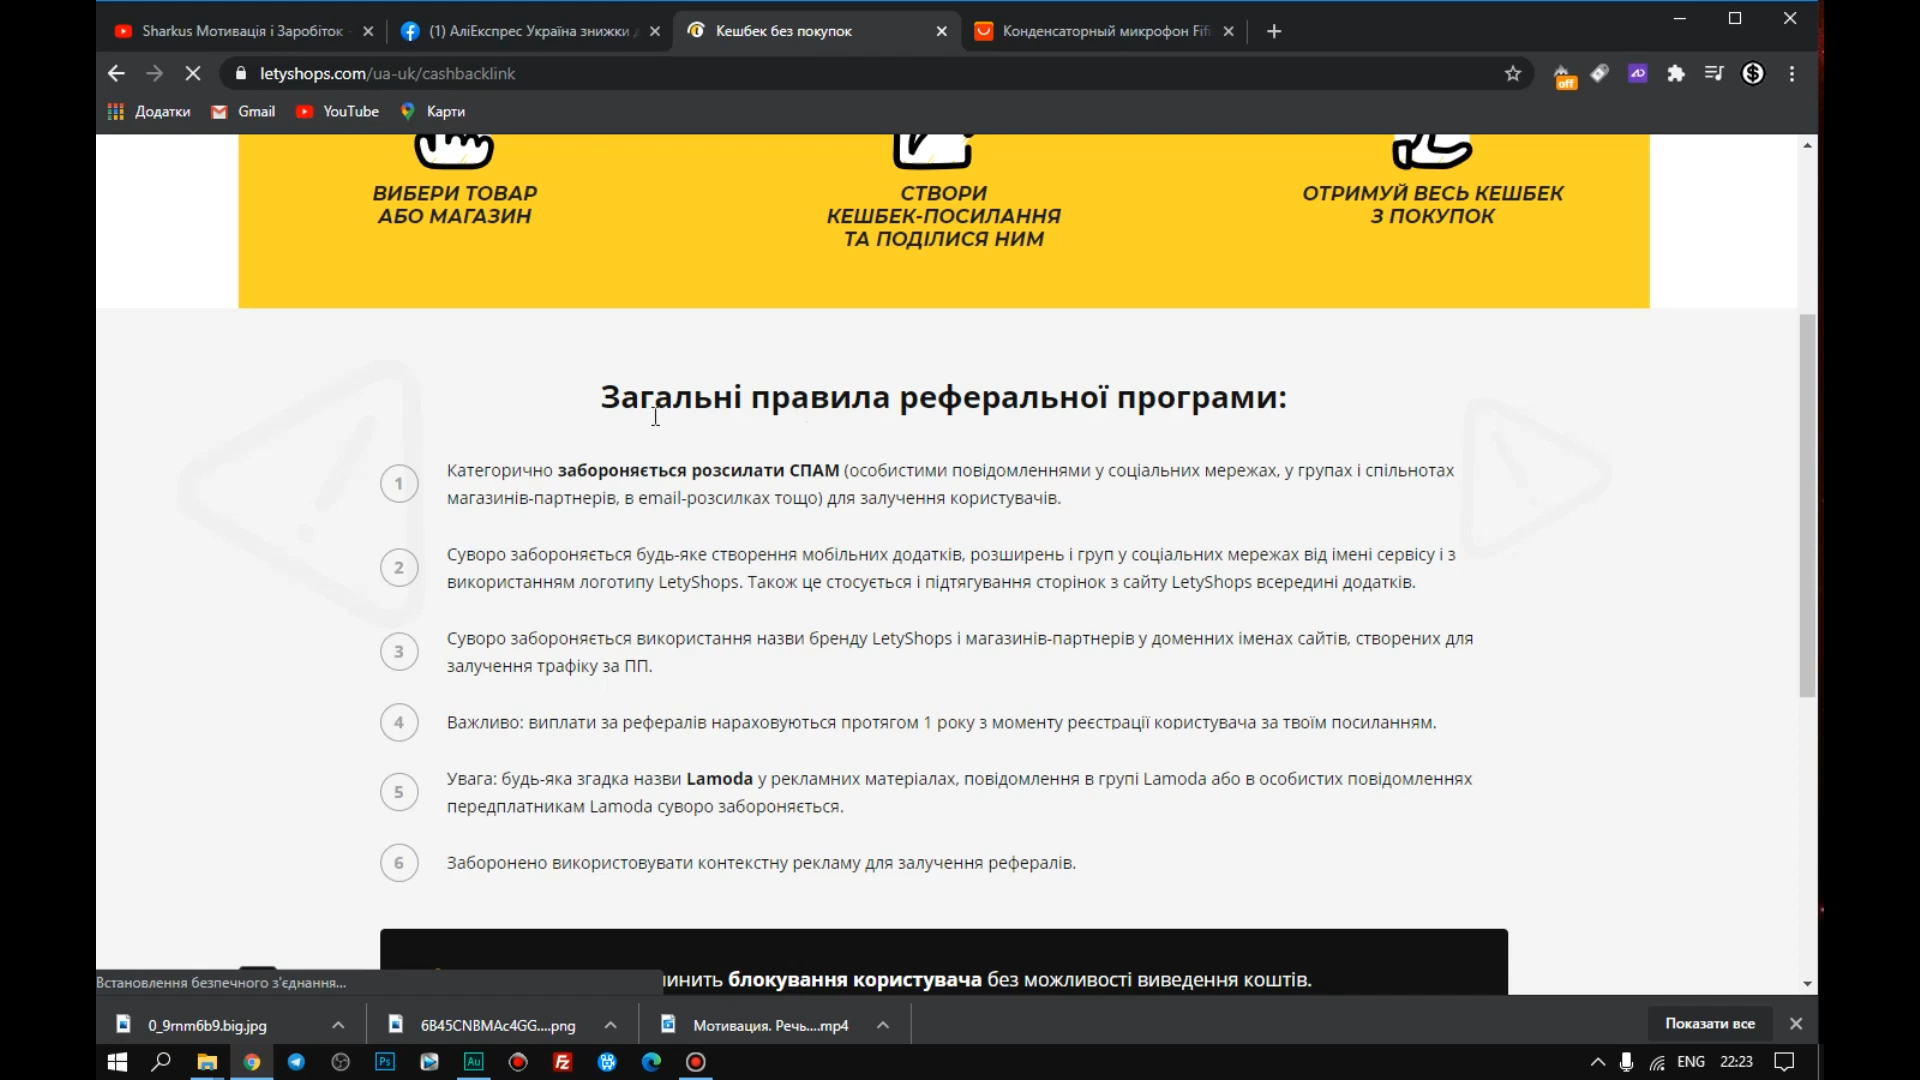 Sharkus Мотивація і Заробіток
(1) АліЕкспрес Україна знижки
Кешбек без покупок
Конденсаторный микрофон Fif
letyshops.com/ua-uk/cashbacklink
off
Додатки
Gmail
YouTube
Карти
ВИБЕРИ ТОВАР
АБО МАГАЗИН
СТВОРИ
КЕШБЕК-ПОСИЛАННЯ
ТА ПОДІЛИСЯ НИМ
ОТРИМУЙ ВЕСЬ КЕШБЕК
З ПОКУПОК
Загальні правила реферальної програми:
1
Категорично забороняється розсилати СПАМ (особистими повідомленнями у соціальних мережах, у групах і спільнотах
магазинів-партнерів, в email-розсилках тощо) для залучення користувачів.
2
Суворо забороняється будь-яке створення мобільних додатків, розширень і груп у соціальних мережах від імені сервісу і з
використанням логотипу LetyShops. Також це стосується і підтягування сторінок з сайту LetyShops всередині додатків.
3
Суворо забороняється використання назви бренду LetyShops і магазинів-партнерів у доменних іменах сайтів, створених для
залучення трафіку за ПП.
4
Важливо: виплати за рефералів нараховуються протягом 1 року з моменту реєстрації користувача за твоїм посиланням.
5
Увага: будь-яка згадка назви Lamoda у рекламних матеріалах, повідомлення в групі Lamoda або в особистих повідомленнях
передплатникам Lamoda суворо забороняється.
6
Заборонено використовувати контекстну рекламу для залучення рефералів.
блокування користувача без можливості виведення коштів.
Встановлення безпечного з'єднання...
0_9rnm6b9.big.jpg
6B45CNBMAc4GG....png
Мотивация. Речь....mp4
Показати все
Ps
Au
Fz
ENG
22:23